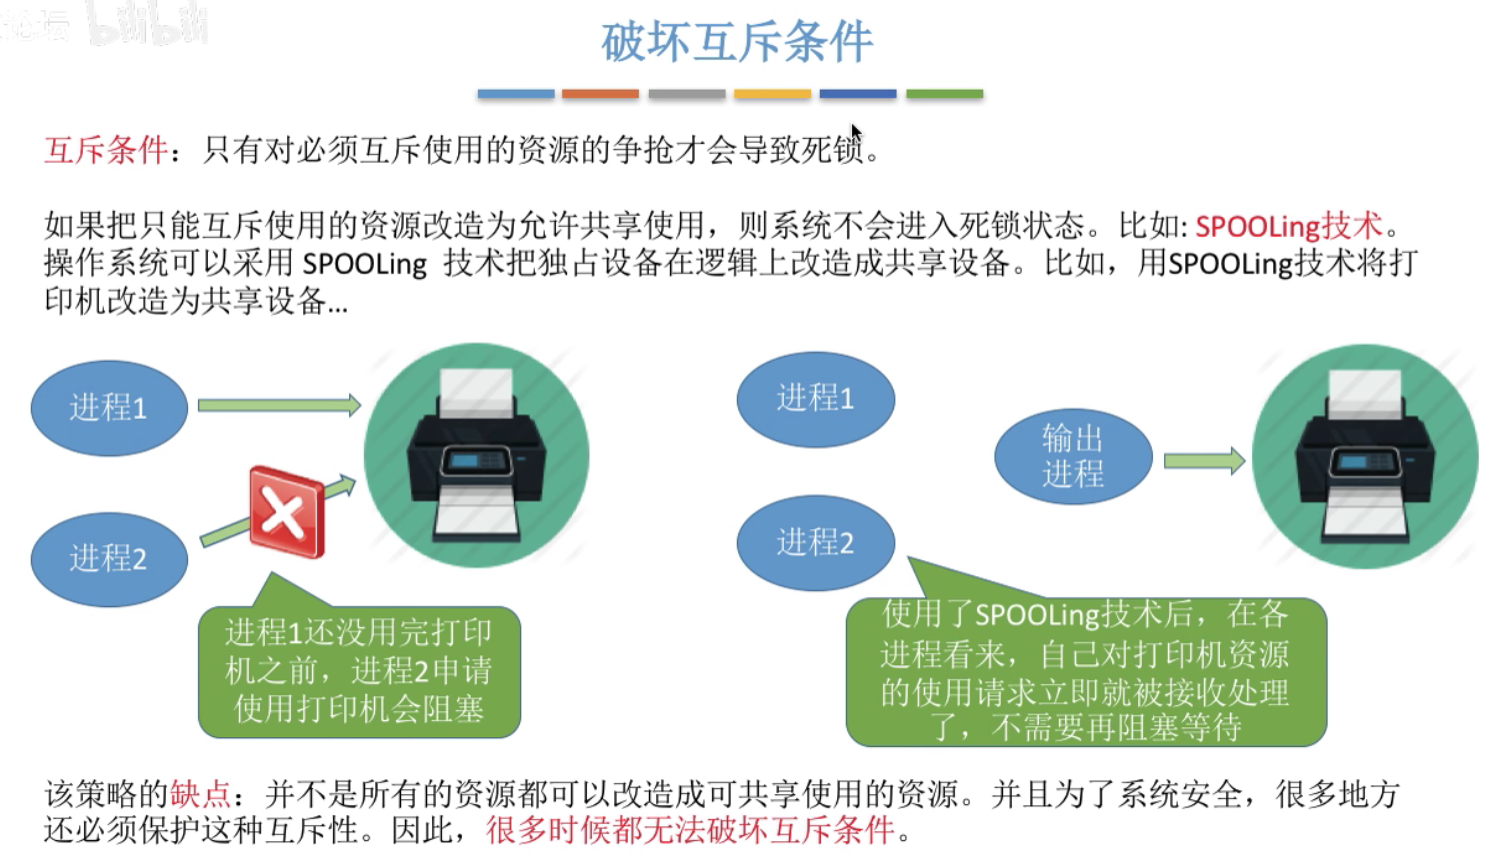 论坛 bilibili
破坏互斥条件
互斥条件：只有对必须互斥使用的资源的争抢才会导致死锁。
如果把只能互斥使用的资源改造为允许共享使用，则系统不会进入死锁状态。比如: SPOOLing技术。
操作系统可以采用 SPOOLing 技术把独占设备在逻辑上改造成共享设备。比如，用SPOOLing技术将打
印机改造为共享设备...
进程1
进程2
进程1还没用完打印
机之前，进程2申请
使用打印机会阻塞
进程1
进程2
输出
进程
使用了SPOOLing技术后，在各
进程看来，自己对打印机资源
的使用请求立即就被接收处理
了，不需要再阻塞等待
该策略的缺点：并不是所有的资源都可以改造成可共享使用的资源。并且为了系统安全，很多地方
还必须保护这种互斥性。因此，很多时候都无法破坏互斥条件。